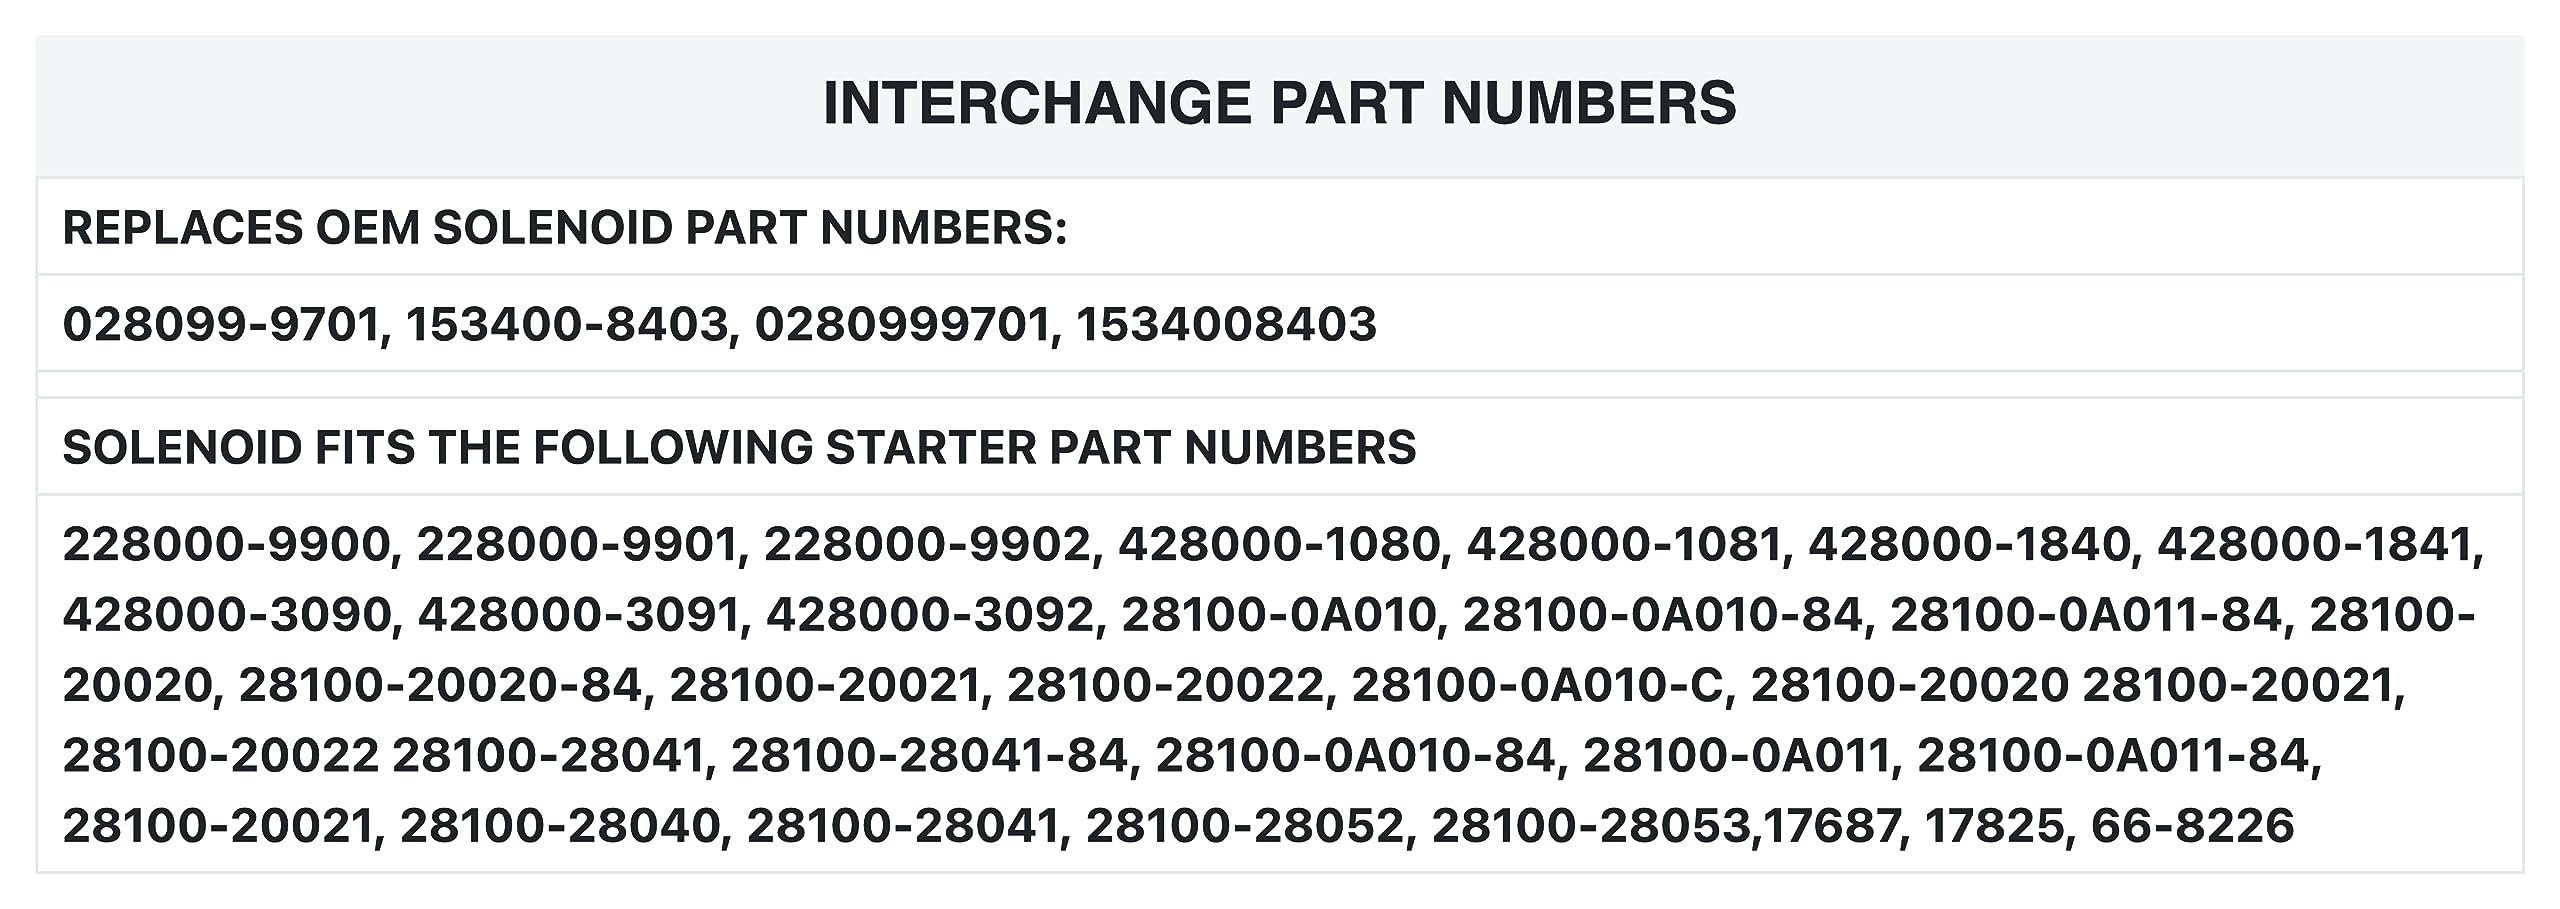 INTERCHANGE PART NUMBERS
REPLACES OEM SOLENOID PART NUMBERS:
028099-9701, 153400-8403, 0280999701, 1534008403
SOLENOID FITS THE FOLLOWING STARTER PART NUMBERS
228000-9900, 228000-9901, 228000-9902, 428000-1080, 428000-1081, 428000-1840, 428000-1841,
428000-3090, 428000-3091, 428000-3092, 28100-0A010, 28100-0A010-84, 28100-0A011-84, 28100-
20020, 28100-20020-84, 28100-20021, 28100-20022, 28100-0A010-C, 28100-20020 28100-20021,
28100-20022 28100-28041, 28100-28041-84, 28100-0A010-84, 28100-0A011, 28100-0A011-84,
28100-20021, 28100-28040, 28100-28041, 28100-28052, 28100-28053,17687, 17825, 66-8226